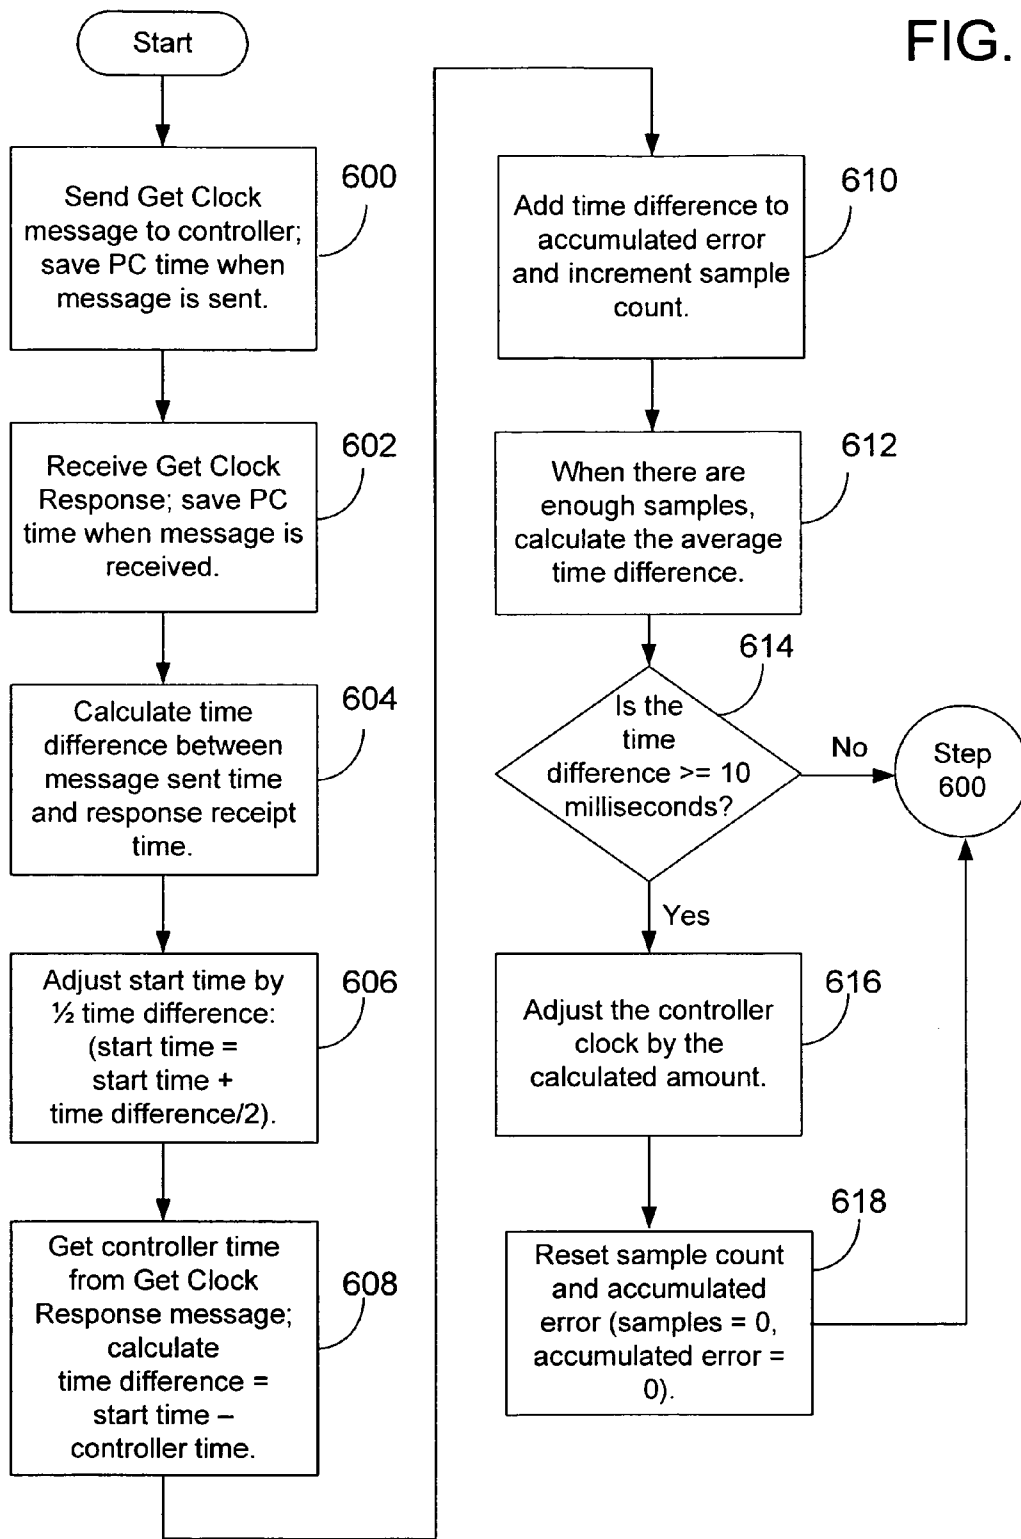 FIG.
Start
600
Send Get Clock
message to controller;
save PC time when
message is sent.
602
Receive Get Clock
Response; save PC
time when message is
received.
604
Calculate time
difference between
message sent time
and response receipt
time.
606
Adjust start time by
½ time difference:
(start time =
start time +
time difference/2).
608
Get controller time
from Get Clock
Response message;
calculate
time difference =
start time –
controller time.
610
Add time difference to
accumulated error
and increment sample
count.
612
When there are
enough samples,
calculate the average
time difference.
614
Is the
time
difference >= 10
milliseconds?
No
Step
600
Yes
616
Adjust the controller
clock by the
calculated amount.
618
Reset sample count
and accumulated
error (samples = 0,
accumulated error =
0).